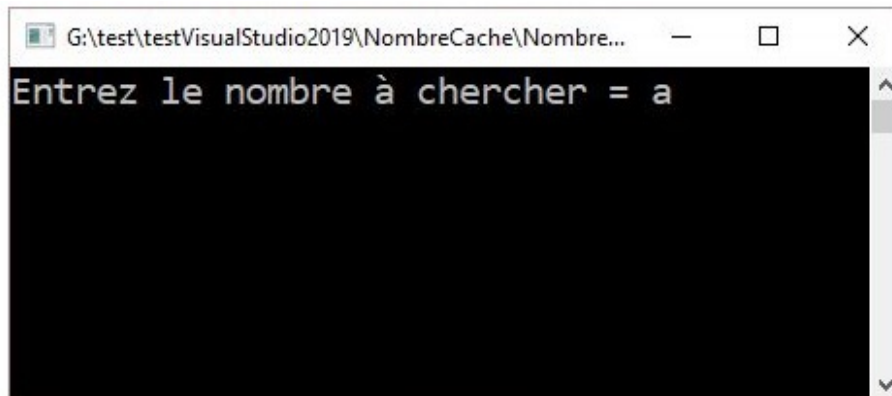 G:\test\testVisualStudio2019\NombreCache\Nombre...
Entrez le nombre à chercher = a